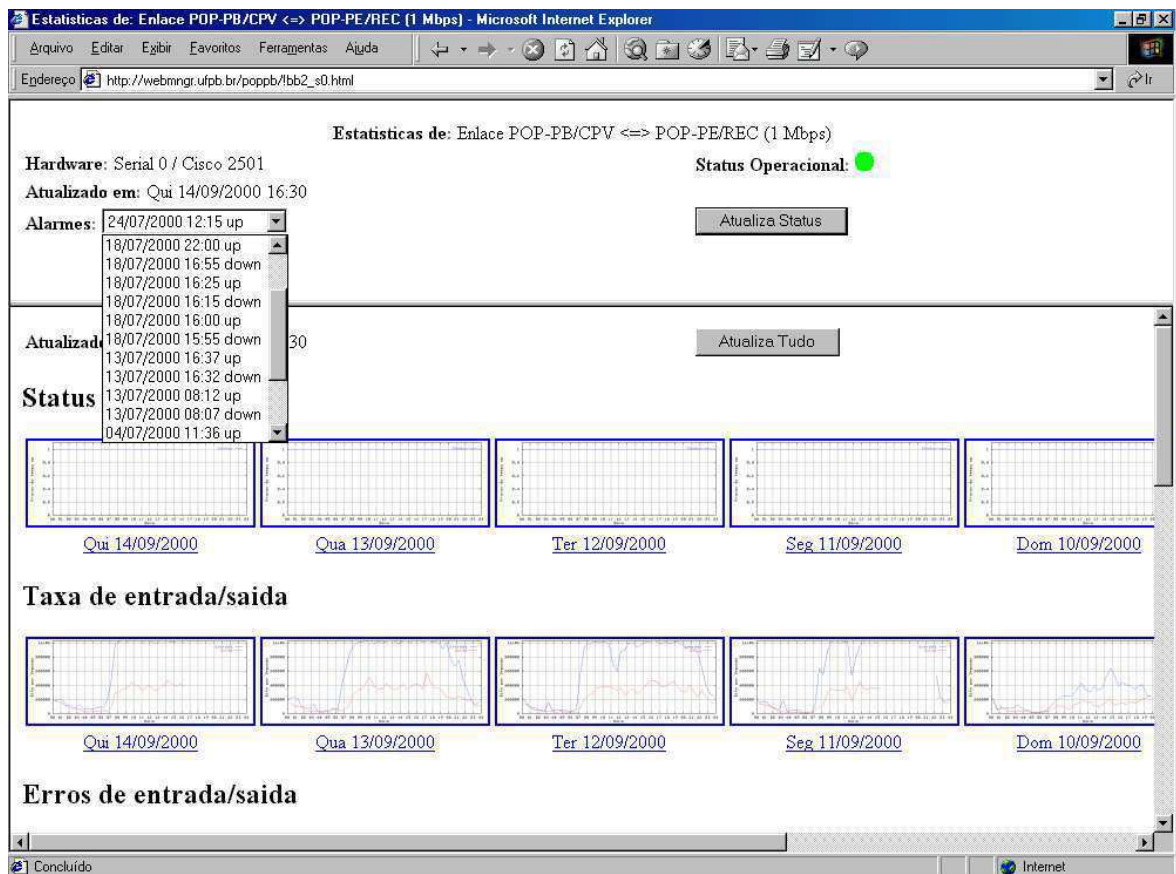 Estatisticas de: Enlace POP-PB/CPV <=> POP-PE/REC (1 Mbps) - Microsoft Internet Explorer
Arquivo Editar Exibir Favoritos Ferramentas Ajuda
Endereço http://webmngr.ufpb.br/poppb/!bb2_s0.html Ir
Estatisticas de: Enlace POP-PB/CPV <=> POP-PE/REC (1 Mbps)
Hardware: Serial 0 / Cisco 2501 Status Operacional:
Atualizado em: Qui 14/09/2000 16:30
Alarmes: 24/07/2000 12:15 up Atualiza Status
18/07/2000 22:00 up
18/07/2000 16:55 down
18/07/2000 16:25 up
18/07/2000 16:15 down
18/07/2000 16:00 up
18/07/2000 15:55 down
13/07/2000 16:37 up
13/07/2000 16:32 down
13/07/2000 08:12 up
13/07/2000 08:07 down
04/07/2000 11:36 up
Atualizad 30 Atualiza Tudo
Status
Qui 14/09/2000 Qua 13/09/2000 Ter 12/09/2000 Seg 11/09/2000 Dom 10/09/2000
Taxa de entrada/saida
Qui 14/09/2000 Qua 13/09/2000 Ter 12/09/2000 Seg 11/09/2000 Dom 10/09/2000
Erros de entrada/saida
Concluído Internet